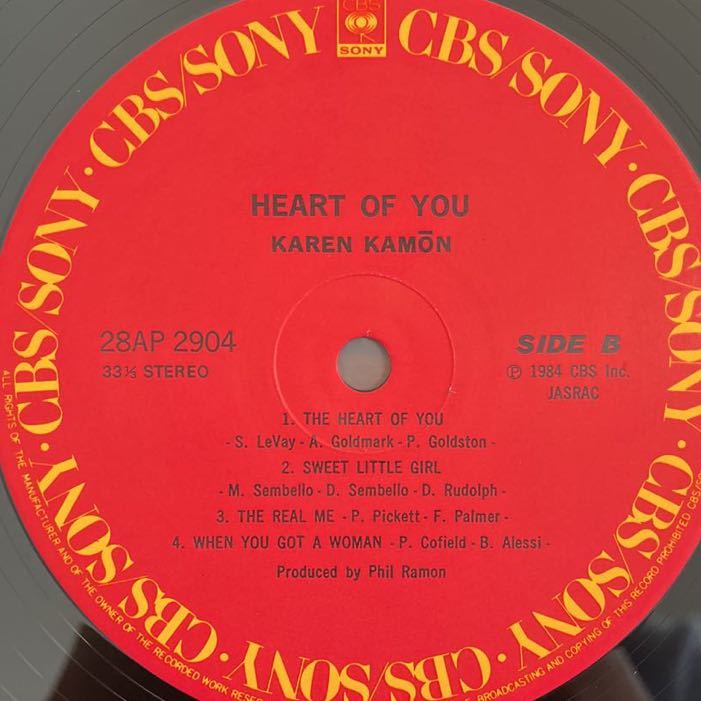 CBS
SONY
CBS/SONY · CBS/SONY · CBS/SONY · CBS/SONY · CBS/SONY · CBS/SONY · CBS/SONY · CBS/SONY
HEART OF YOU
KAREN KAMŌN
28AP 2904
33⅓ STEREO
SIDE B
Ⓟ 1984 CBS Inc.
JASRAC
1. THE HEART OF YOU
- S. LeVay - A. Goldmark - P. Goldston -
2. SWEET LITTLE GIRL
- M. Sembello - D. Sembello - D. Rudolph -
3. THE REAL ME - P. Pickett - F. Palmer -
4. WHEN YOU GOT A WOMAN - P. Cofield - B. Alessi -
Produced by Phil Ramon
ALL RIGHTS OF THE MANUFACTURER AND OF THE OWNER OF THE RECORDED WORK
BROADCASTING AND COPYING OF THIS RECORD PROHIBITED